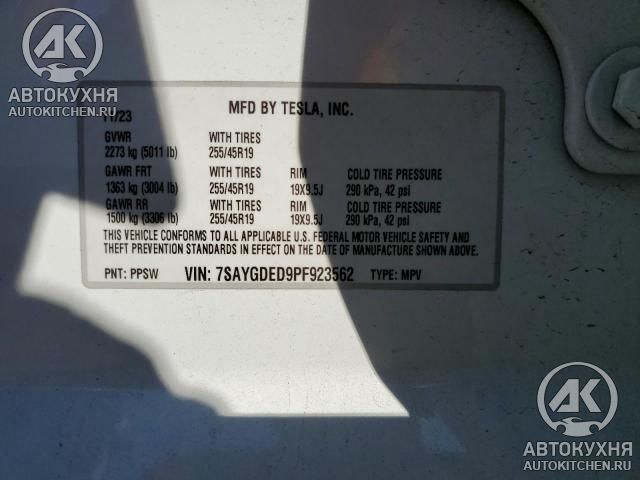 AK
АВТОКУХНЯ
AUTOKITCHEN.RU
11/23 MFD BY TESLA, INC.
GVWR WITH TIRES
2273 kg (5011 lb) 255/45R19
GAWR FRT WITH TIRES RIM COLD TIRE PRESSURE
1363 kg (3004 lb) 255/45R19 19X9.5J 290 kPa, 42 psi
GAWR RR WITH TIRES RIM COLD TIRE PRESSURE
1500 kg (3306 lb) 255/45R19 19X9.5J 290 kPa, 42 psi
THIS VEHICLE CONFORMS TO ALL APPLICABLE U.S. FEDERAL MOTOR VEHICLE SAFETY AND
THEFT PREVENTION STANDARDS IN EFFECT ON THE DATE OF MANUFACTURE SHOWN ABOVE.
PNT: PPSW VIN: 7SAYGDED9PF923562 TYPE: MPV
AK
АВТОКУХНЯ
AUTOKITCHEN.RU